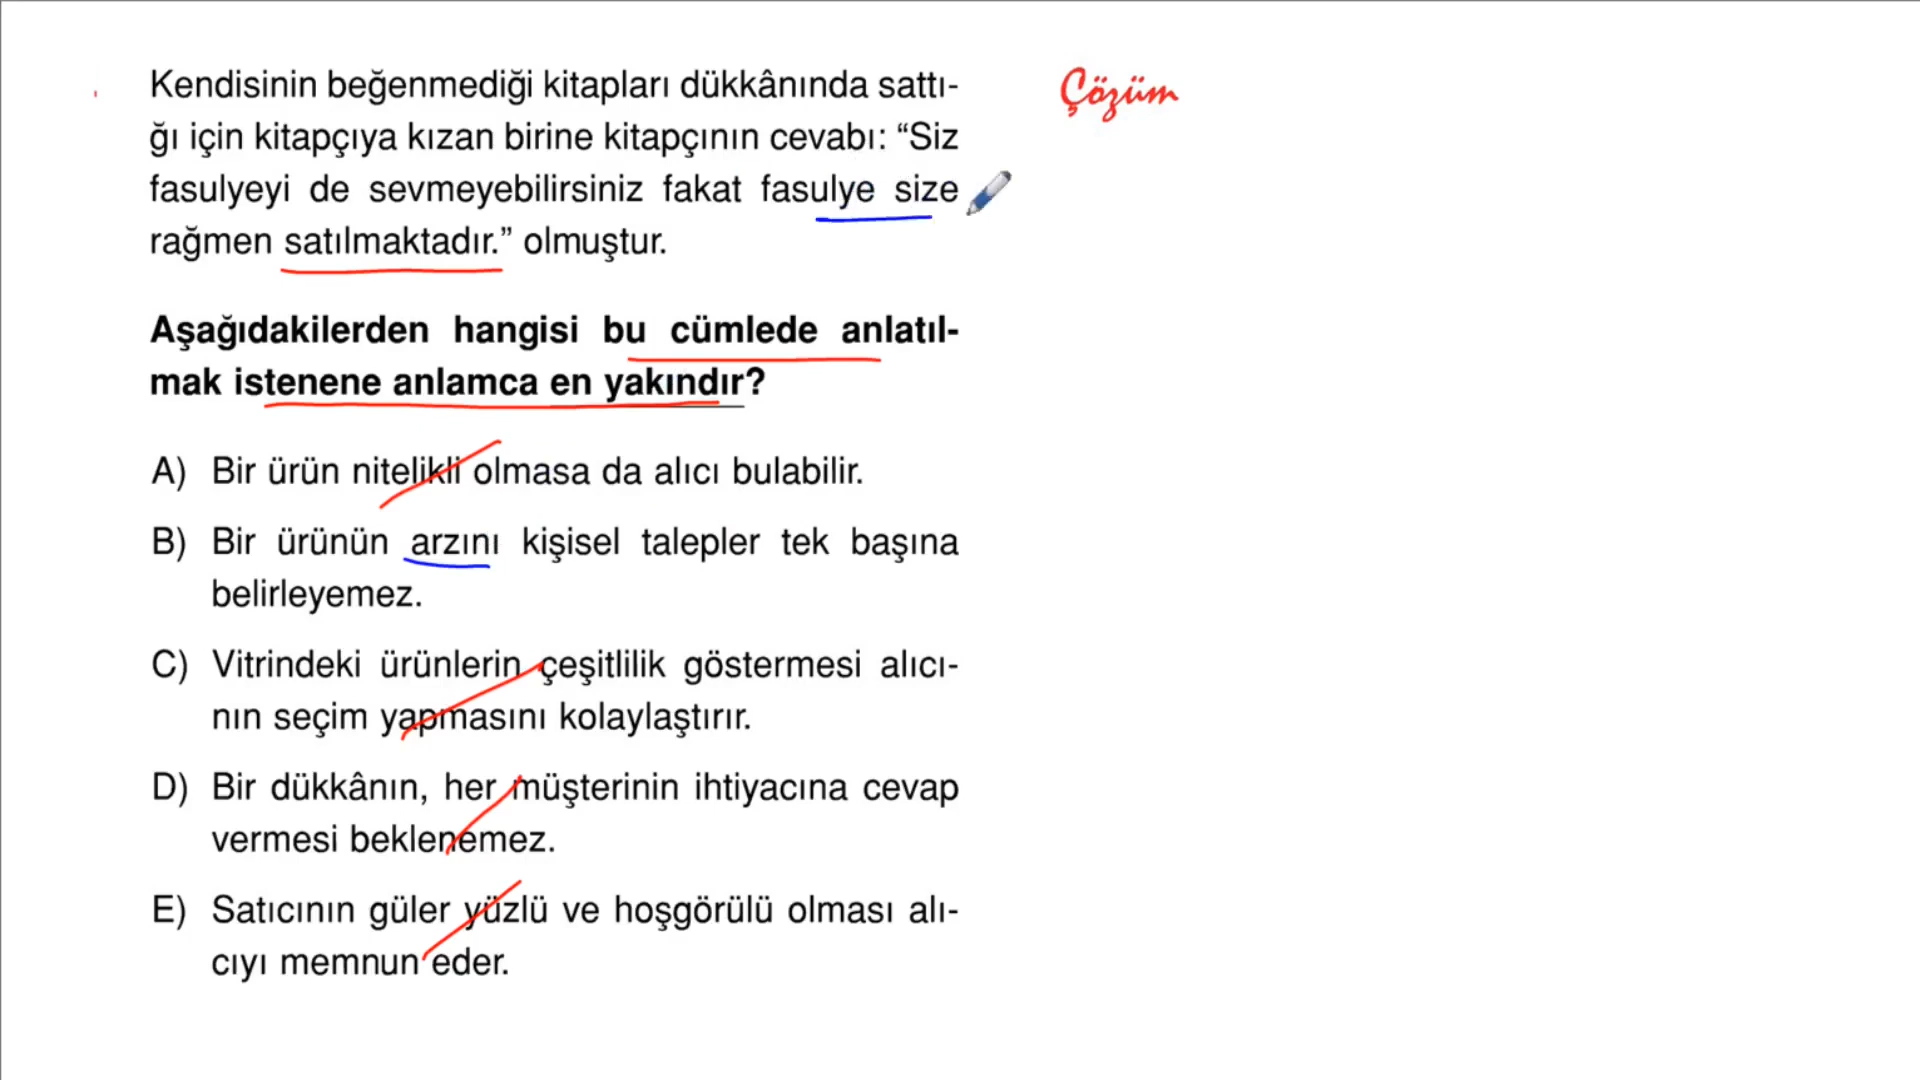 Kendisinin beğenmediği kitapları dükkânında sattı-
ğı için kitapçıya kızan birine kitapçının cevabı: “Siz
fasulyeyi de sevmeyebilirsiniz fakat fasulye size
rağmen satılmaktadır.” olmuştur.
Aşağıdakilerden hangisi bu cümlede anlatıl-
mak istenene anlamca en yakındır?
A) Bir ürün nitelikli olmasa da alıcı bulabilir.
B) Bir ürünün arzını kişisel talepler tek başına
belirleyemez.
C) Vitrindeki ürünlerin çeşitlilik göstermesi alıcı-
nın seçim yapmasını kolaylaştırır.
D) Bir dükkânın, her müşterinin ihtiyacına cevap
vermesi beklenemez.
E) Satıcının güler yüzlü ve hoşgörülü olması alı-
cıyı memnun eder.
Çözüm